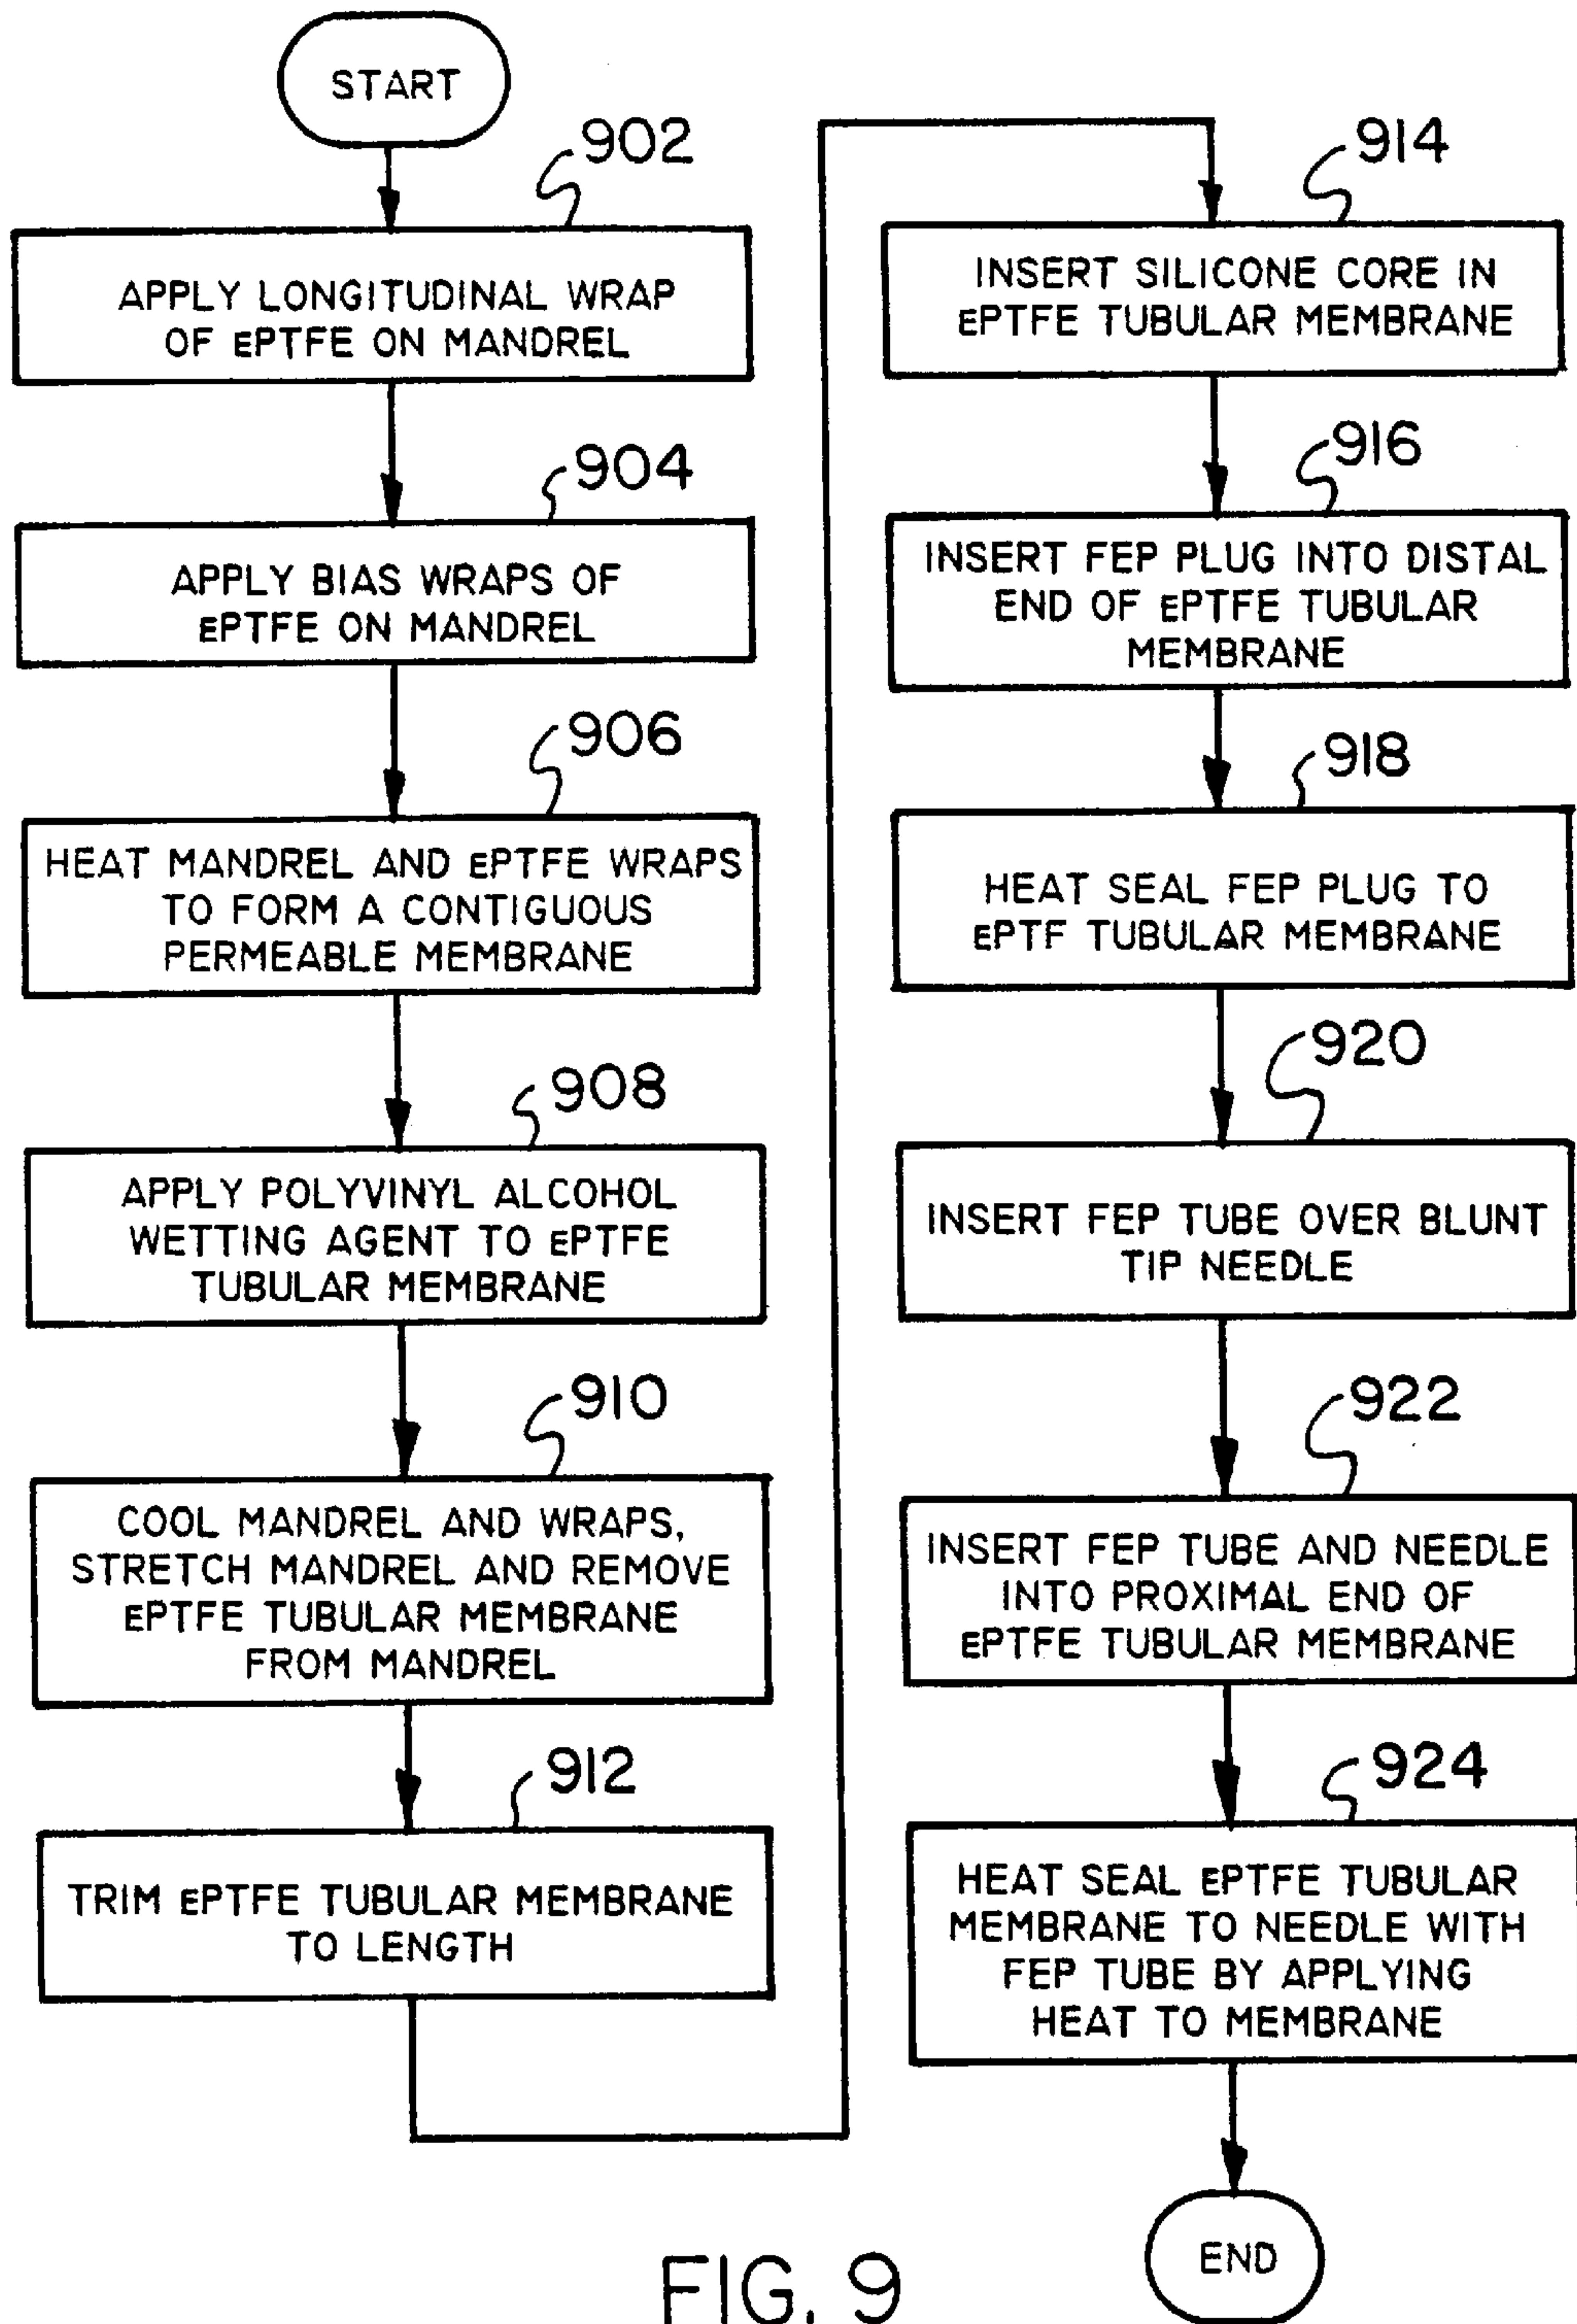 START
902
APPLY LONGITUDINAL WRAP
OF ePTFE ON MANDREL
904
APPLY BIAS WRAPS OF
ePTFE ON MANDREL
906
HEAT MANDREL AND ePTFE WRAPS
TO FORM A CONTIGUOUS
PERMEABLE MEMBRANE
908
APPLY POLYVINYL ALCOHOL
WETTING AGENT TO ePTFE
TUBULAR MEMBRANE
910
COOL MANDREL AND WRAPS,
STRETCH MANDREL AND REMOVE
ePTFE TUBULAR MEMBRANE
FROM MANDREL
912
TRIM ePTFE TUBULAR MEMBRANE
TO LENGTH
914
INSERT SILICONE CORE IN
ePTFE TUBULAR MEMBRANE
916
INSERT FEP PLUG INTO DISTAL
END OF ePTFE TUBULAR
MEMBRANE
918
HEAT SEAL FEP PLUG TO
ePTF TUBULAR MEMBRANE
920
INSERT FEP TUBE OVER BLUNT
TIP NEEDLE
922
INSERT FEP TUBE AND NEEDLE
INTO PROXIMAL END OF
ePTFE TUBULAR MEMBRANE
924
HEAT SEAL ePTFE TUBULAR
MEMBRANE TO NEEDLE WITH
FEP TUBE BY APPLYING
HEAT TO MEMBRANE
END
FIG. 9